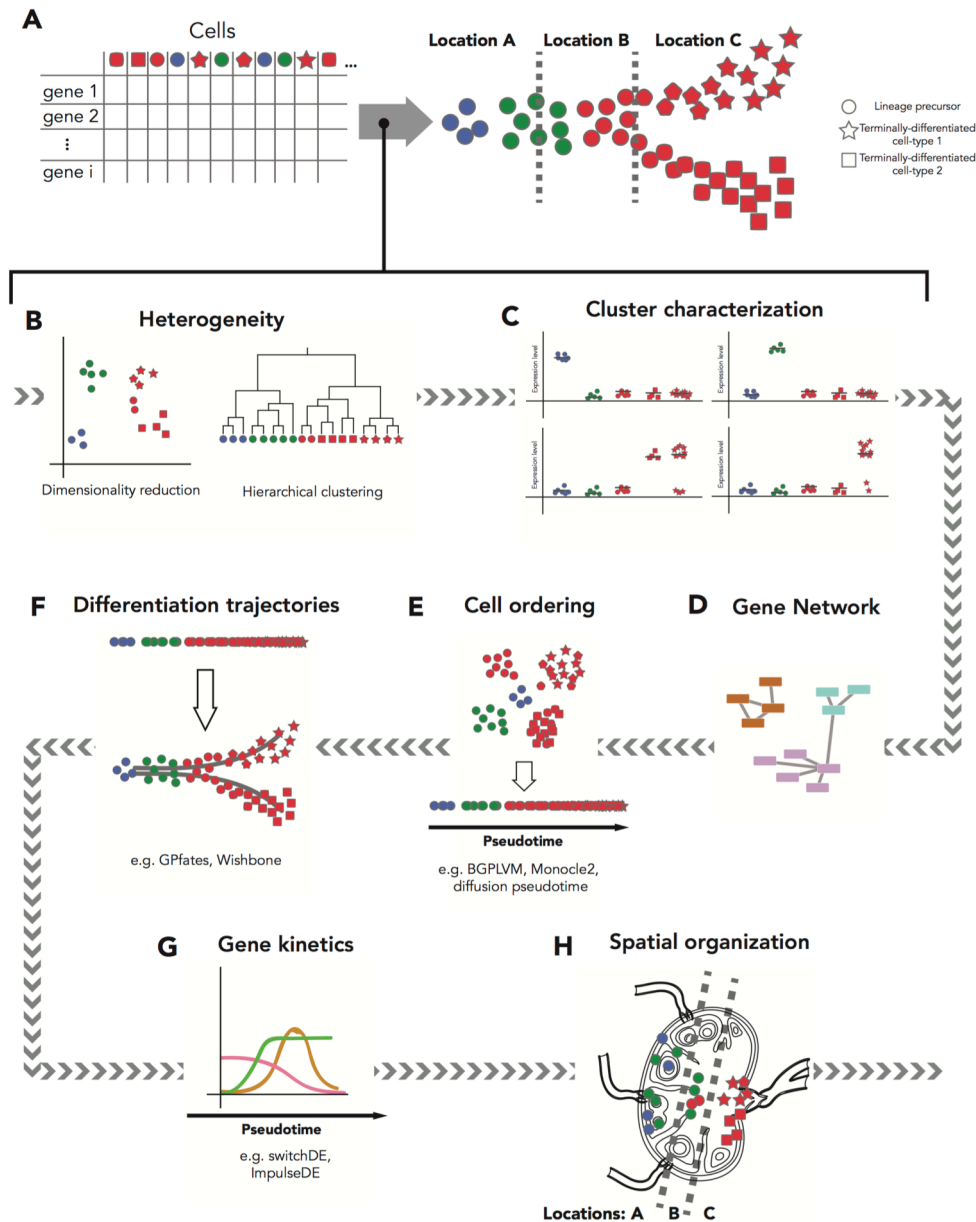 A
Cells
...
gene 1
gene 2
⋮
gene i
Location A Location B Location C
Lineage precursor
Terminally-differentiated
cell-type 1
Terminally-differentiated
cell-type 2
B
Heterogeneity
Dimensionality reduction
Hierarchical clustering
C
Cluster characterization
Expression level
Expression level
Expression level
Expression level
F
Differentiation trajectories
e.g. GPfates, Wishbone
E
Cell ordering
Pseudotime
e.g. BGPLVM, Monocle2,
diffusion pseudotime
D
Gene Network
G
Gene kinetics
Pseudotime
e.g. switchDE,
ImpulseDE
H
Spatial organization
Locations: A B C